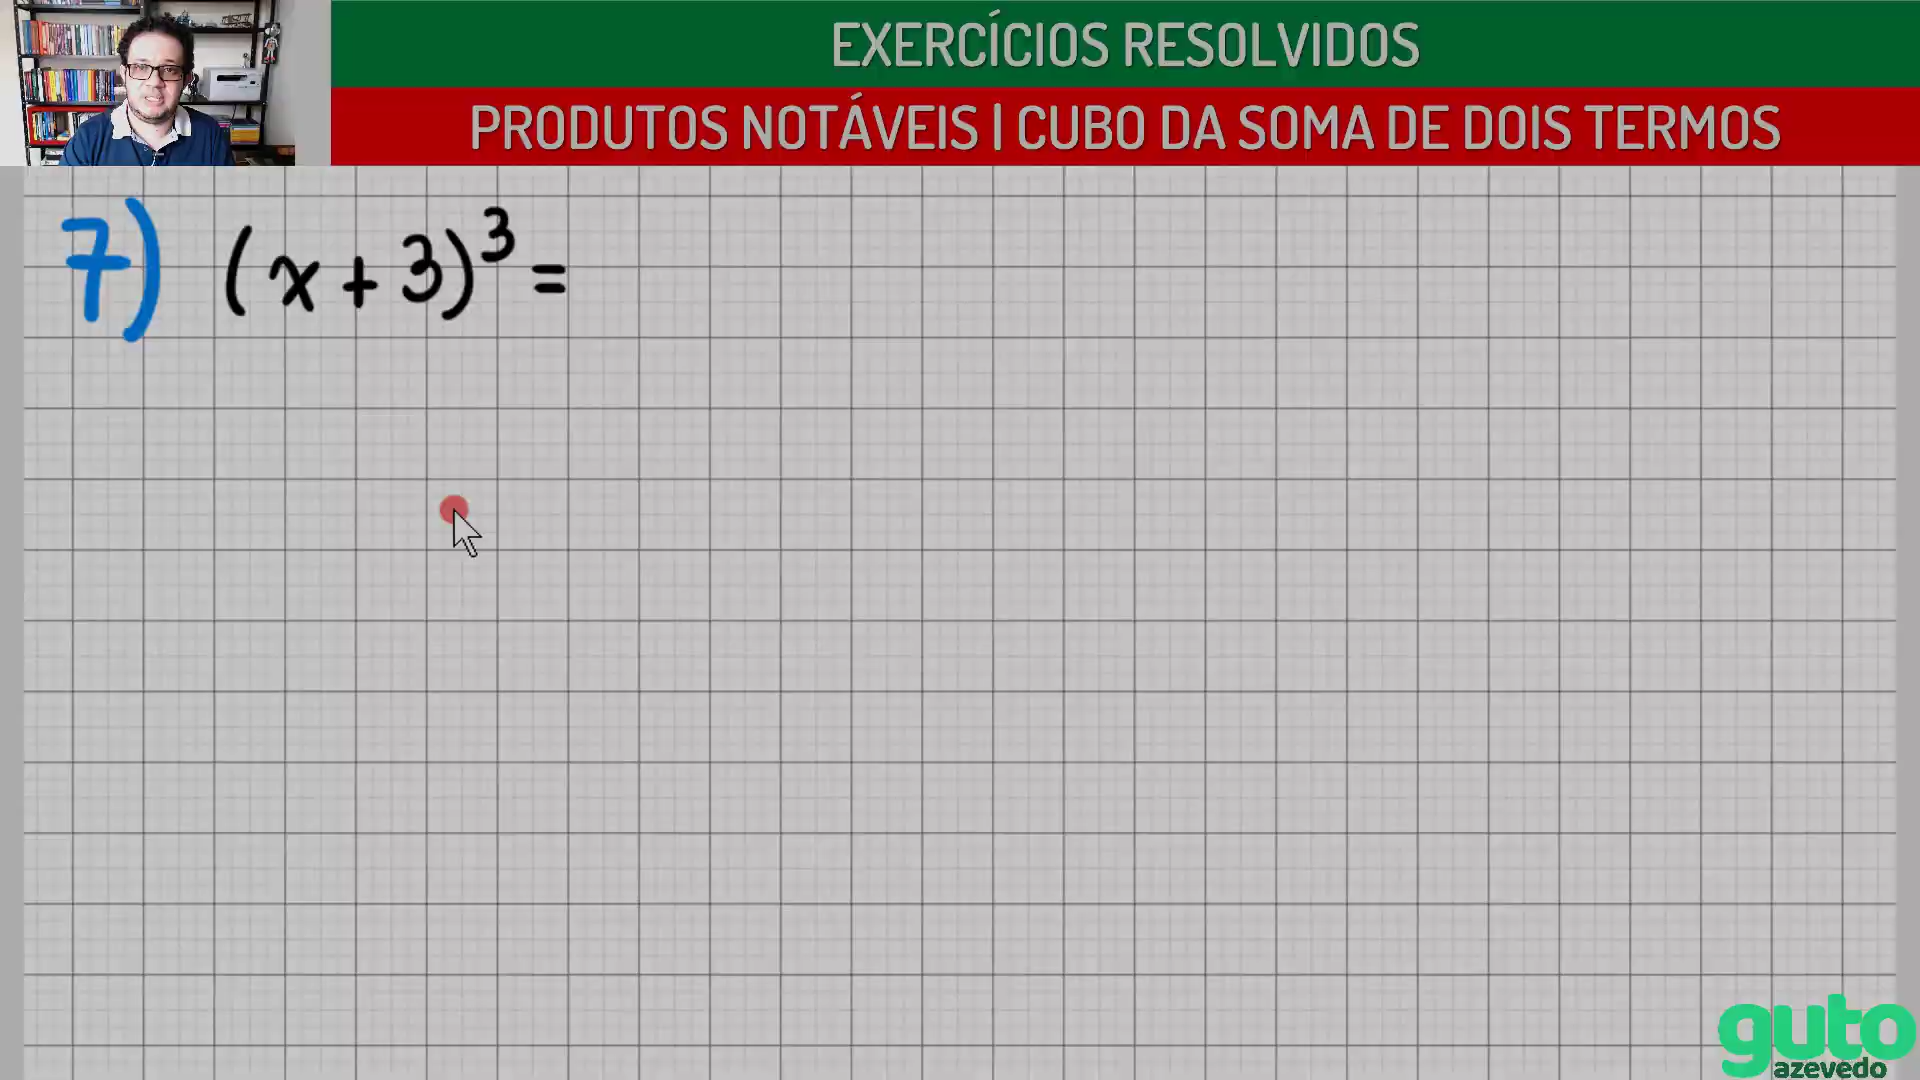 EXERCÍCIOS RESOLVIDOS
PRODUTOS NOTÁVEIS | CUBO DA SOMA DE DOIS TERMOS
7) (x+3)³=
guto
azevedo